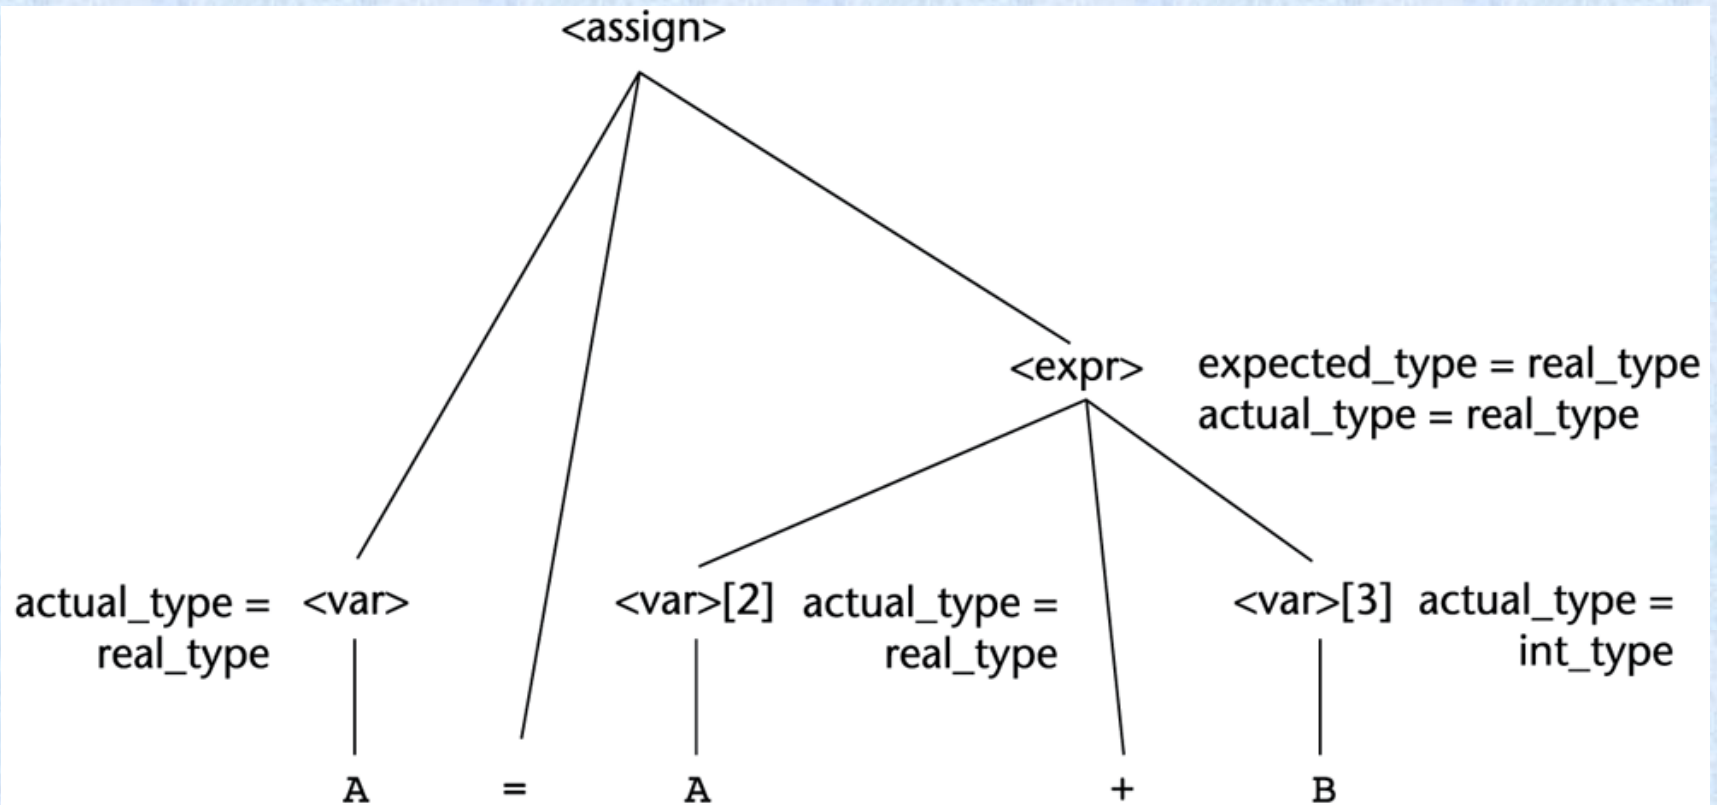 <assign>
<expr> expected_type = real_type
actual_type = real_type
actual_type = <var> <var>[2] actual_type = <var>[3] actual_type =
real_type real_type int_type
A = A + B